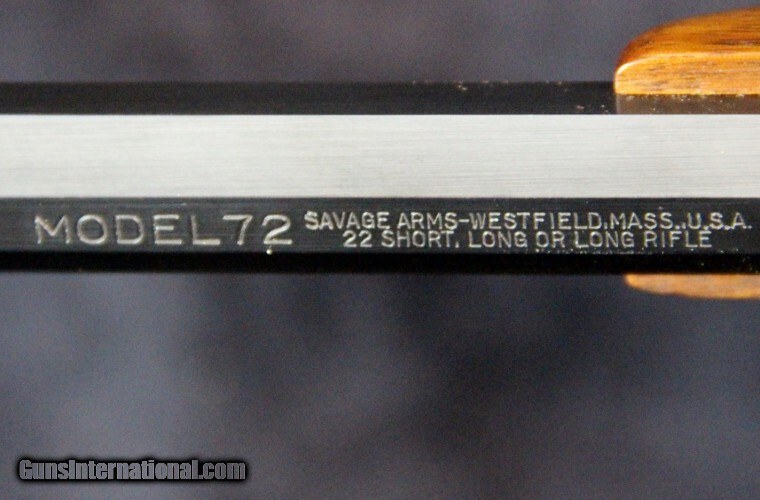 MODEL 72 SAVAGE ARMS-WESTFIELD, MASS., U.S.A.
22 SHORT, LONG OR LONG RIFLE
GunsInternational.com